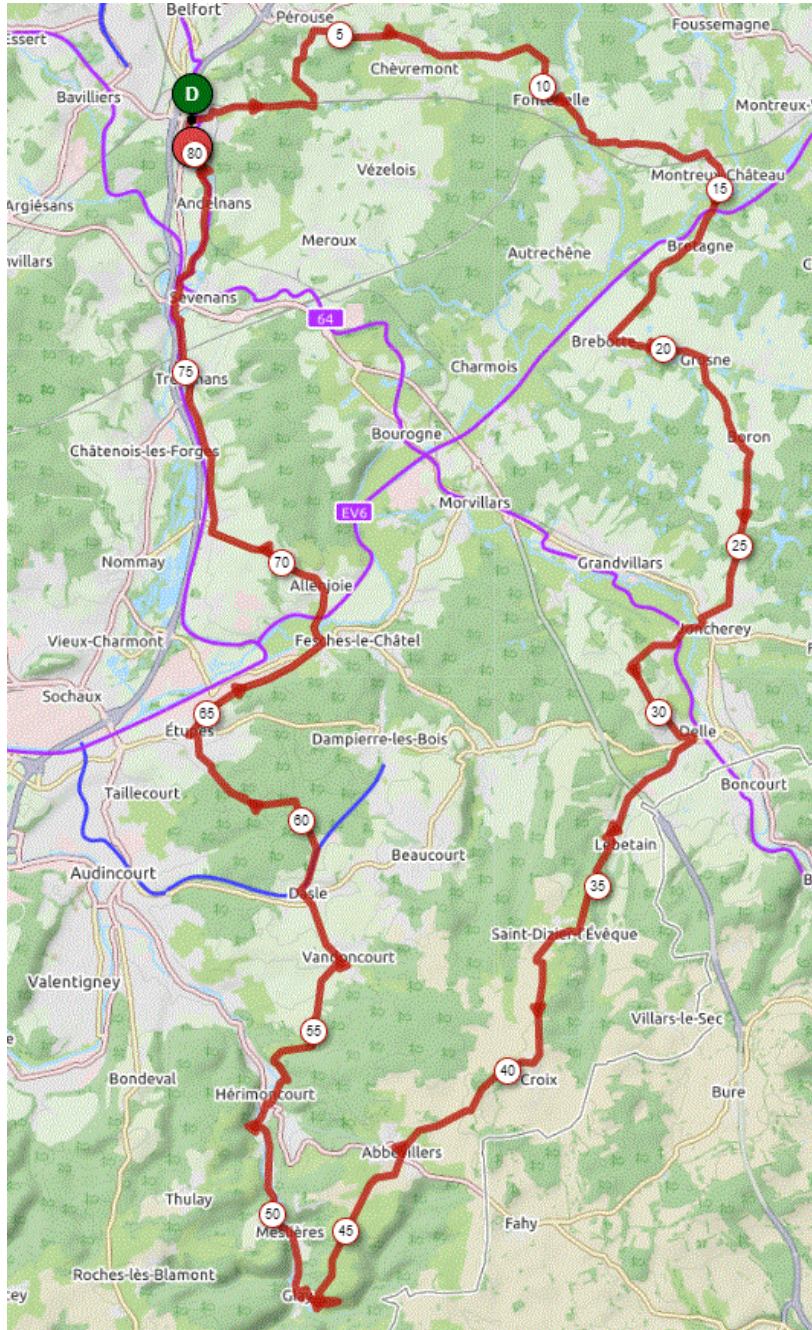 Belfort
Pérouse
Foussemagne
Essert
5
Chèvremont
Bavilliers
D
10
Montreux-
80
Vézelois
Montreux-Château
15
Argiésans
Andelnans
Meroux
Autrechêne
Bretagne
nvillars
Sévenans
64
Brebotte
20
Grosne
Charmois
75
Bourogne
Boron
Châtenois-les-Forges
Morvillars
EV6
25
Nommay
70
Grandvillars
Allenjoie
Joncherey
Vieux-Charmont
Fesches-le-Châtel
Sochaux
65
30
Étupes
Dampierre-les-Bois
Delle
Taillecourt
Boncourt
60
Lebetain
Beaucourt
Audincourt
35
Dasle
Saint-Dizier-l'Évêque
Vandoncourt
Valentigney
Villars-le-Sec
55
40
Croix
Bondeval
Hérimoncourt
Bure
Abbévillers
Thulay
50
Meslières
45
Fahy
Roches-lès-Blamont
Glay
cey